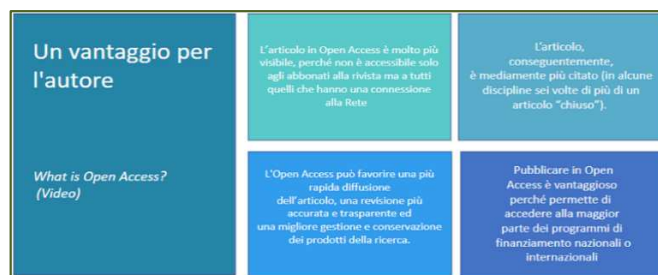 Un vantaggio per
l'autore
What is Open Access?
(Video)
L'articolo in Open Access è molto più
visibile, perché non è accessibile solo
agli abbonati alla rivista ma a tutti
quelli che hanno una connessione
alla Rete
L'articolo,
conseguentemente,
è mediamente più citato (in alcune
discipline sei volte di più di un
articolo "chiuso").
L'Open Access può favorire una più
rapida diffusione
dell'articolo, una revisione più
accurata e trasparente ed
una migliore gestione e conservazione
dei prodotti della ricerca.
Pubblicare in Open
Access è vantaggioso
perché permette di
accedere alla maggior
parte dei programmi di
finanziamento nazionali o
internazionali